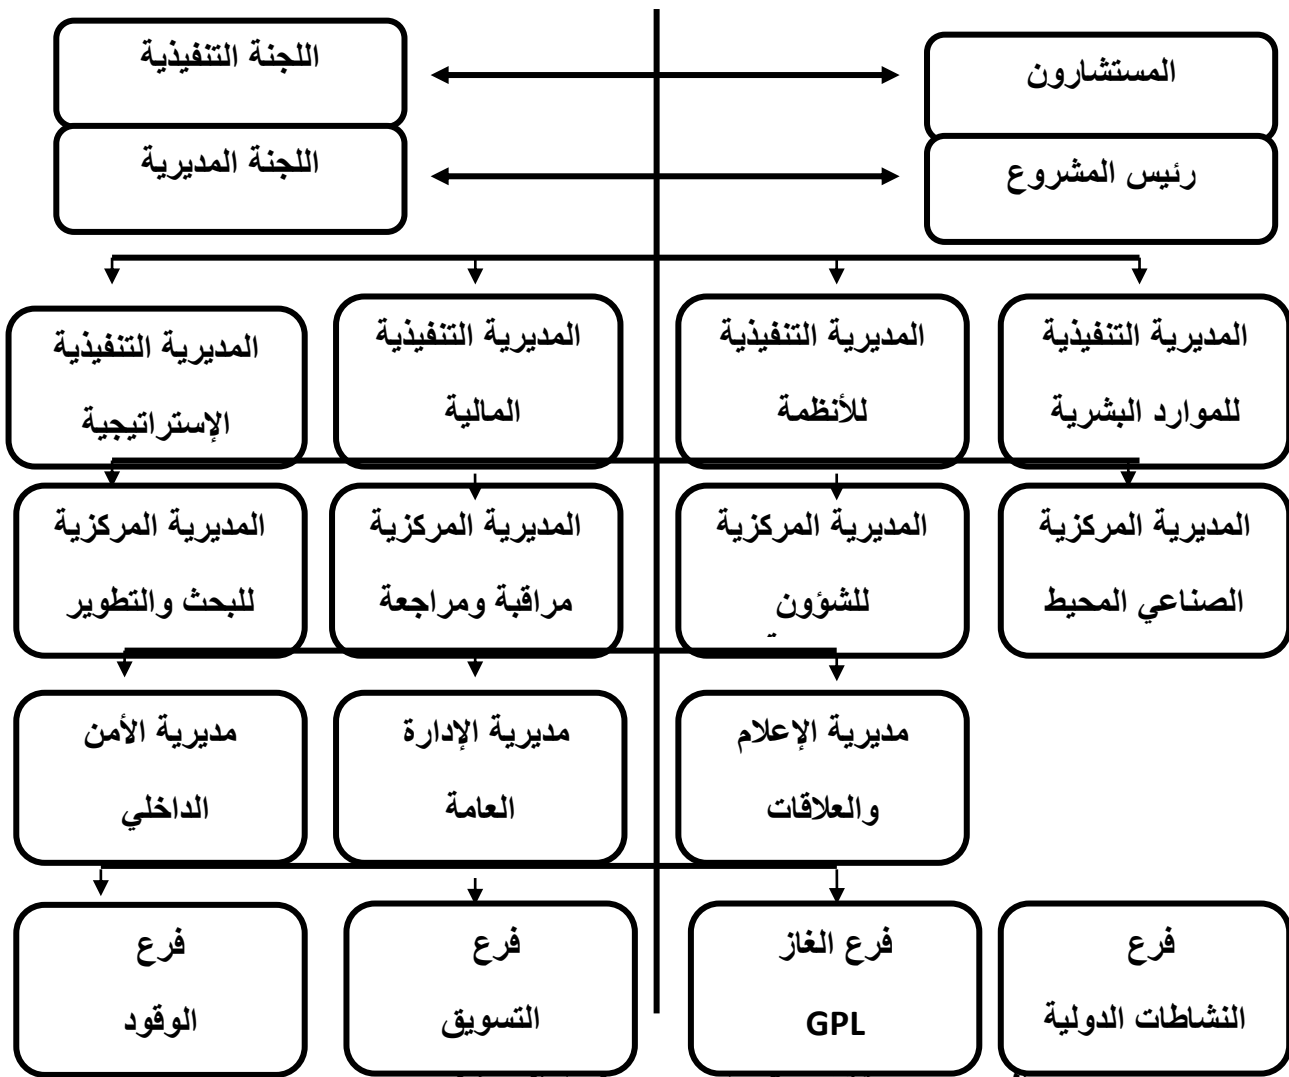 المستشارون
اللجنة التنفيذية
رئيس المشروع
اللجنة المديرية
المديرية التنفيذية
للموارد البشرية
المديرية التنفيذية
للأنظمة
المديرية التنفيذية
المالية
المديرية التنفيذية
الإستراتيجية
المديرية المركزية
الصناعي المحيط
المديرية المركزية
للشؤون
المديرية المركزية
مراقبة ومراجعة
المديرية المركزية
للبحث والتطوير
مديرية الإعلام
والعلاقات
مديرية الإدارة
العامة
مديرية الأمن
الداخلي
فرع
النشاطات الدولية
فرع الغاز
GPL
فرع
التسويق
فرع
الوقود